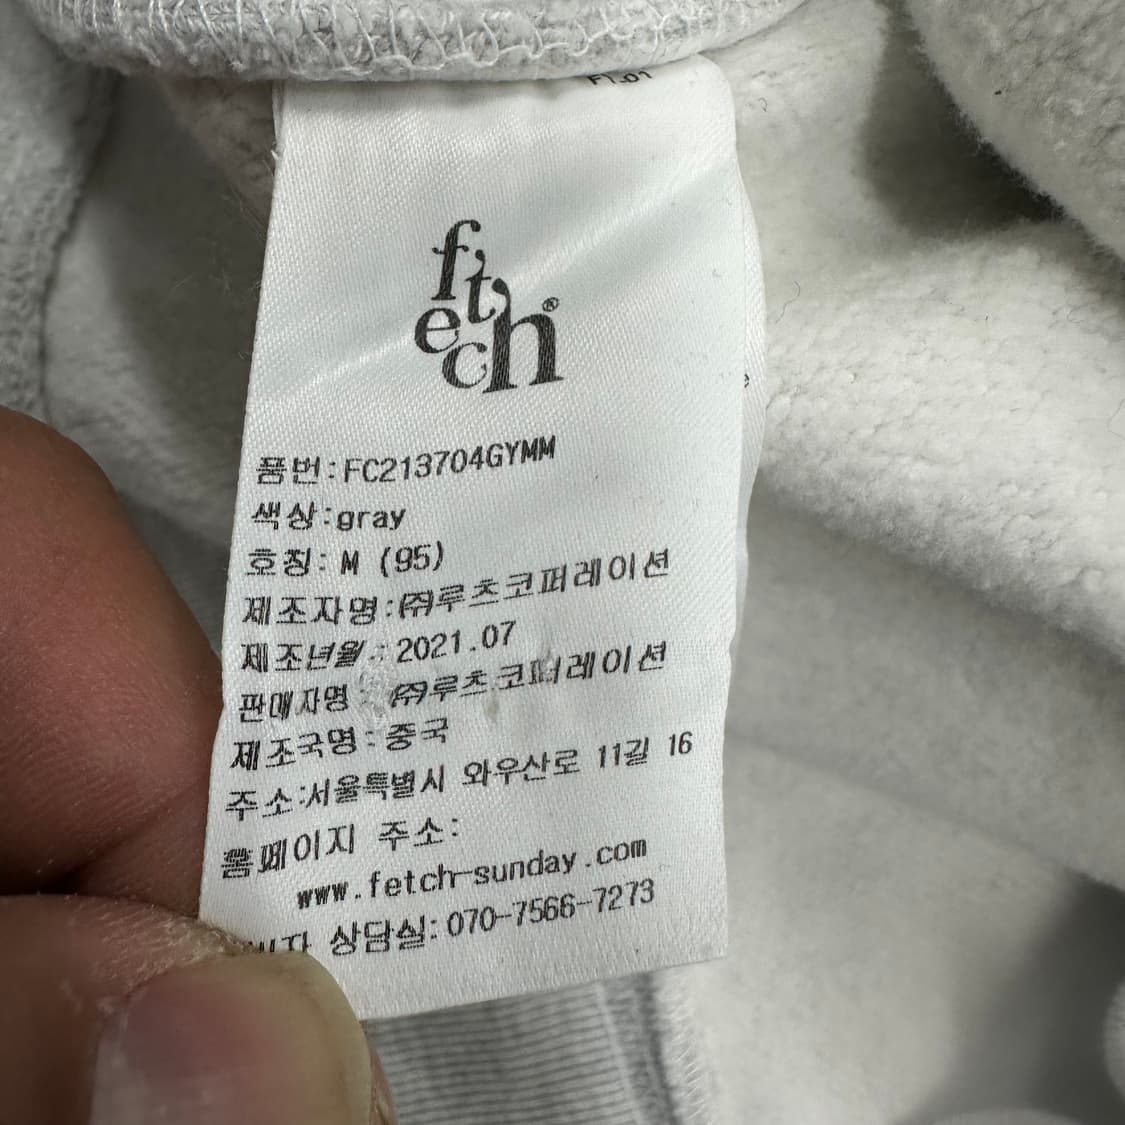 FL01
fetch®
품번:FC213704GYMM
색상:gray
호칭: M (95)
제조자명:㈜루츠코퍼레이션
제조년월: 2021.07
판매자명 ㈜루츠코퍼레이션
제조국명: 중국
주소:서울특별시 와우산로 11길 16
홈페이지 주소:
www.fetch-sunday.com
상담실: 070-7566-7273